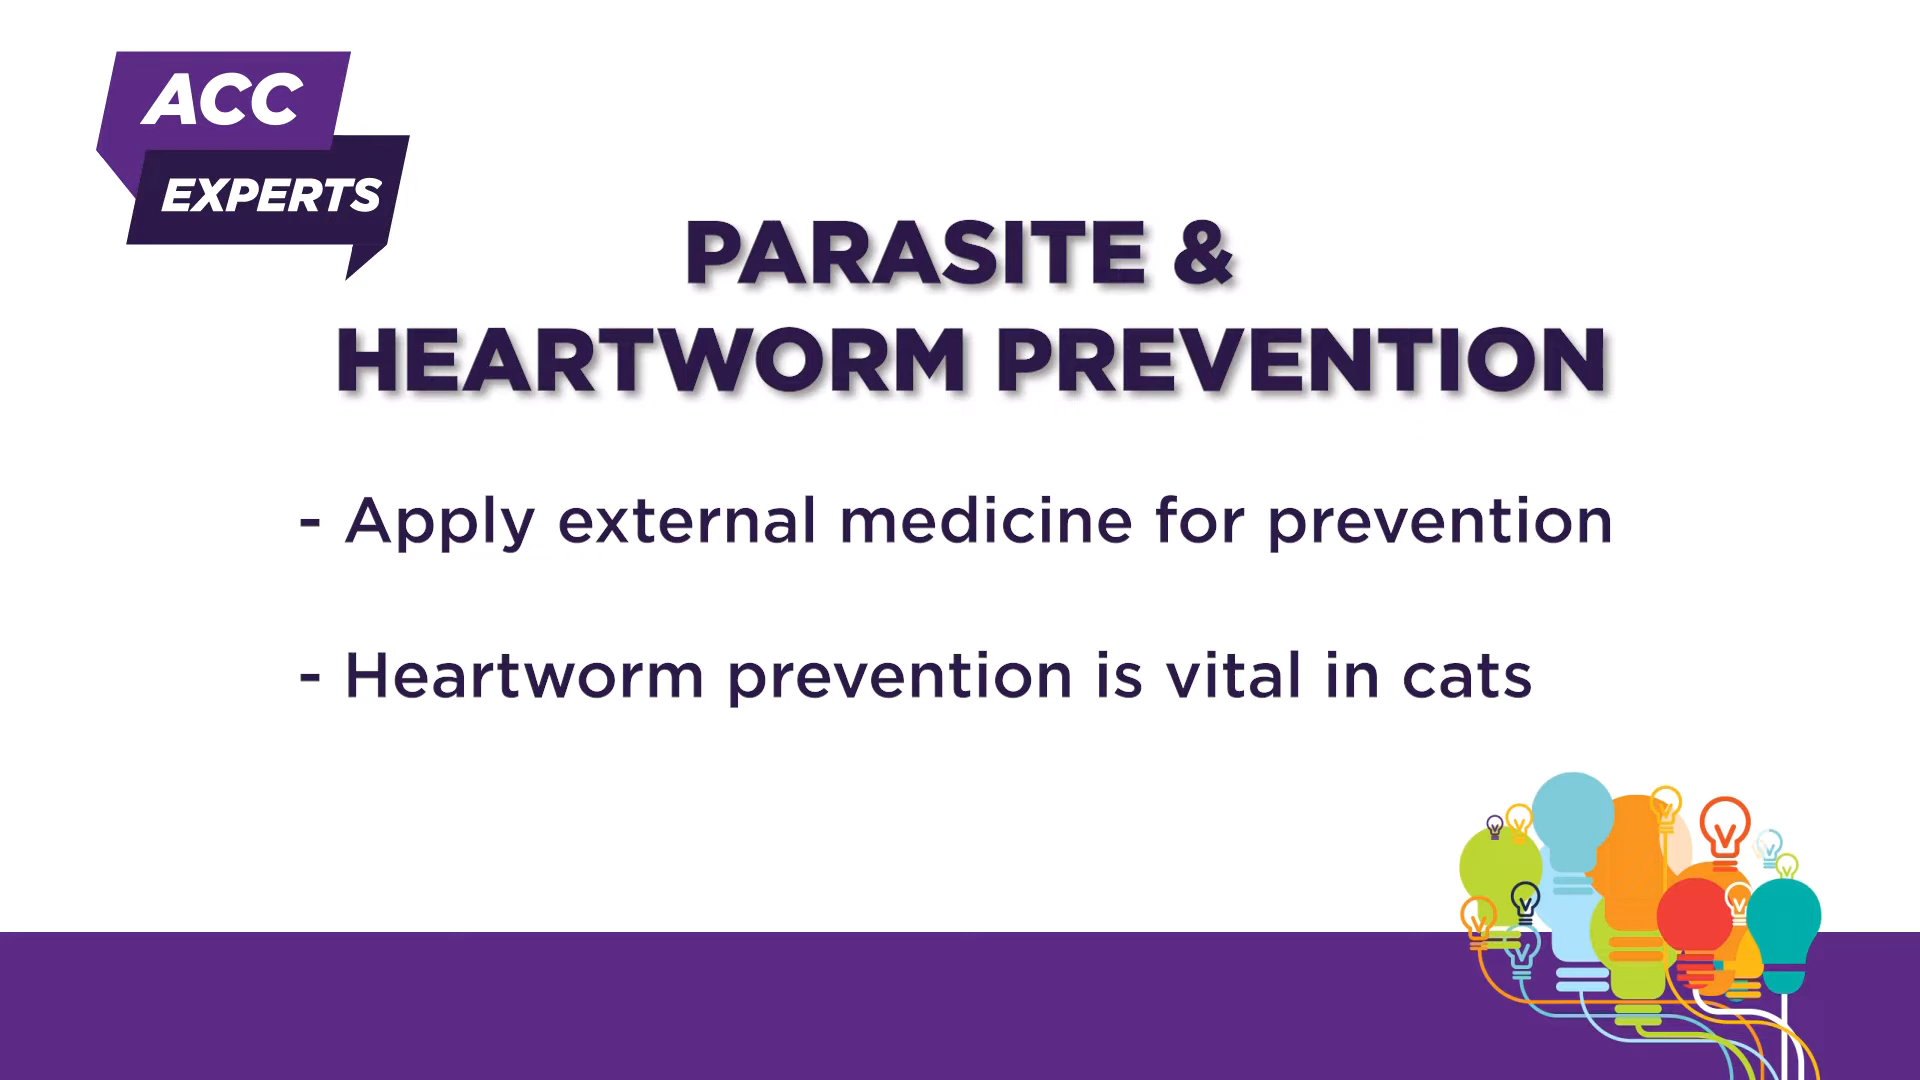 ACC
EXPERTS
PARASITE &
HEARTWORM PREVENTION
- Apply external medicine for prevention
- Heartworm prevention is vital in cats